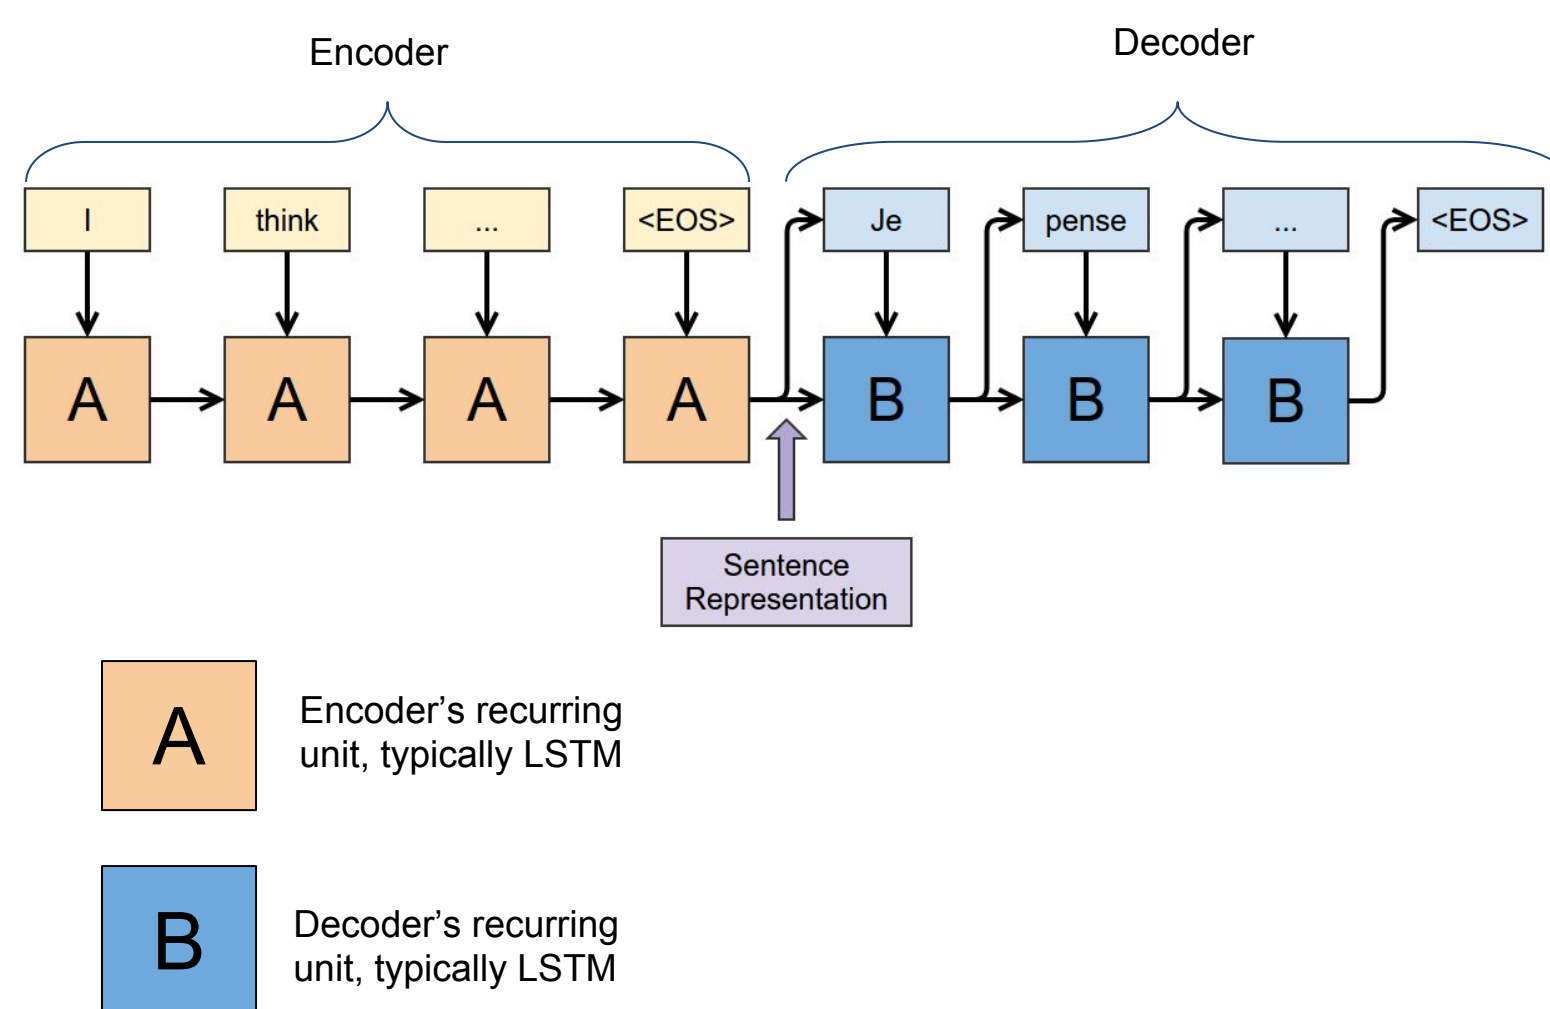 Encoder
Decoder
I
think
...
<EOS>
Je
pense
...
<EOS>
A
A
A
A
B
B
B
Sentence
Representation
A
Encoder’s recurring
unit, typically LSTM
B
Decoder’s recurring
unit, typically LSTM